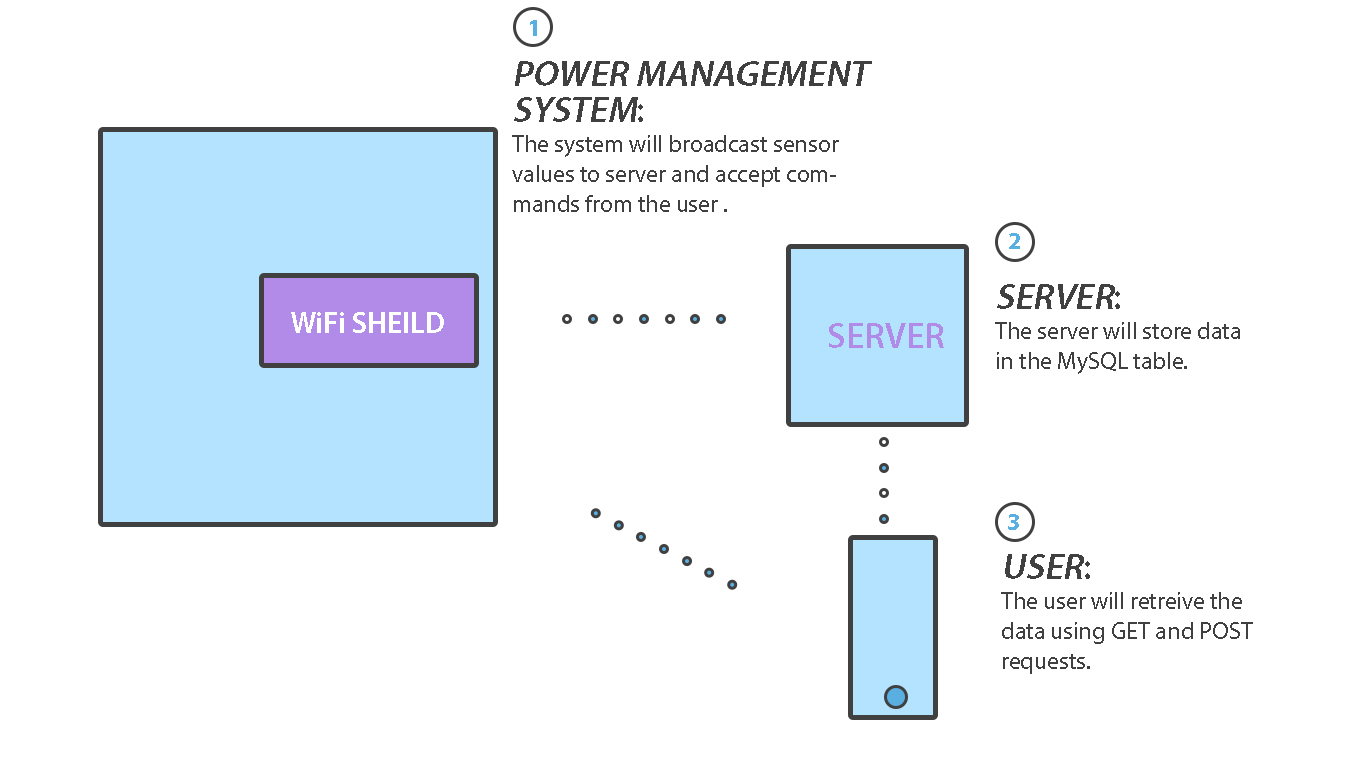 1
POWER MANAGEMENT
SYSTEM:
The system will broadcast sensor
values to server and accept com-
mands from the user .
WiFi SHEILD
SERVER
2
SERVER:
The server will store data
in the MySQL table.
3
USER:
The user will retreive the
data using GET and POST
requests.